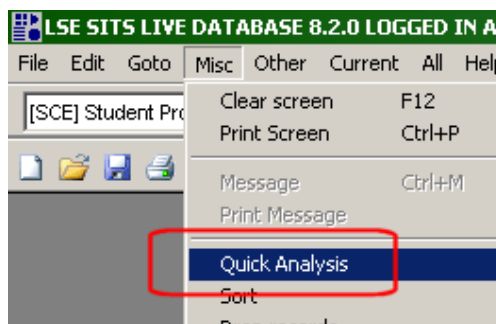 LSE SITS LIVE DATABASE 8.2.0 LOGGED IN A
File Edit Goto Misc Other Current All Help
[SCE] Student Pro
Clear screen F12
Print Screen Ctrl+P
Message Ctrl+M
Print Message
Quick Analysis
Sort